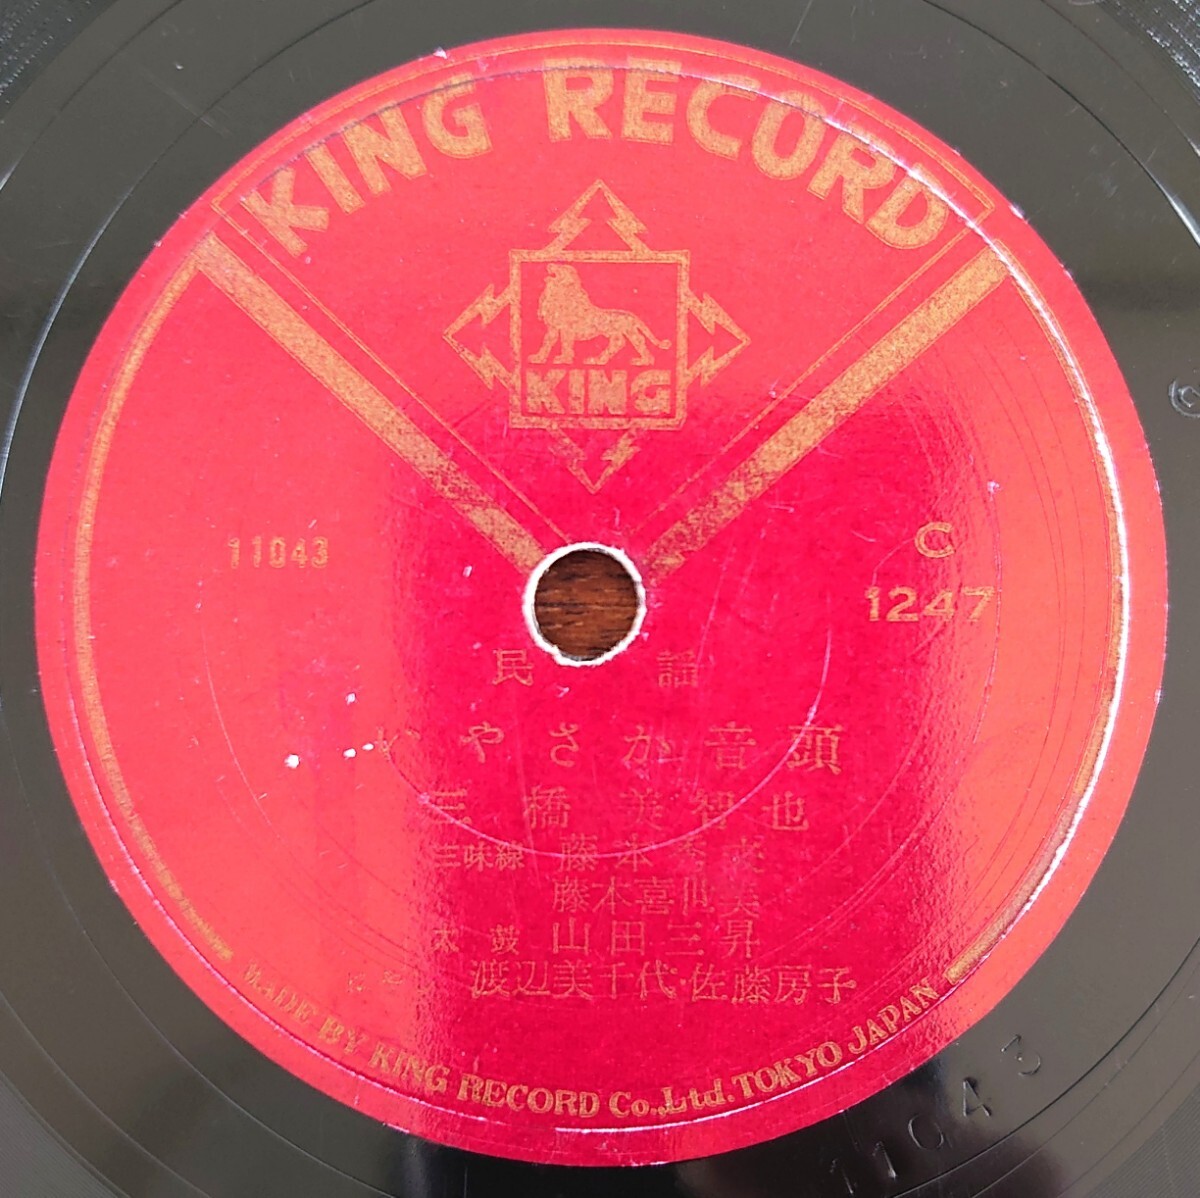 KING RECORD
KING
11043
C
1247
民謡
いやさか音頭
三橋美智也
三味線 藤本秀夫
藤本喜世美
太鼓 山田三昇
渡辺美千代・佐藤房子
MADE BY KING RECORD Co.,Ltd. TOKYO JAPAN
11043